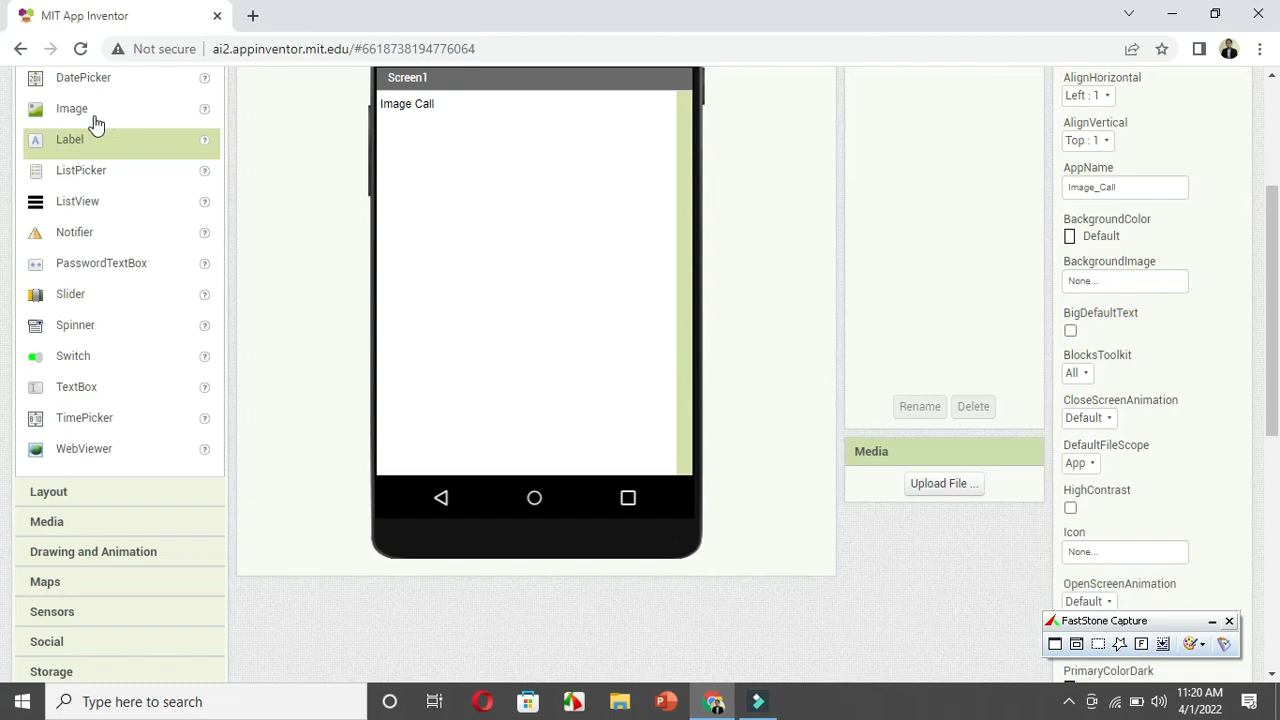 MIT App Inventor
Not secure
ai2.appinventor.mit.edu/#6618738194776064
DatePicker
?
Image
?
Label
?
ListPicker
?
ListView
?
Notifier
?
PasswordTextBox
?
Slider
?
Spinner
?
Switch
?
TextBox
?
TimePicker
?
WebViewer
?
Layout
Media
Drawing and Animation
Maps
Sensors
Social
Storage
Screen1
Image Call
Rename
Delete
Media
Upload File ...
AlignHorizontal
Left : 1
AlignVertical
Top : 1
AppName
Image_Call
BackgroundColor
Default
BackgroundImage
None...
BigDefaultText
BlocksToolkit
All
CloseScreenAnimation
Default
DefaultFileScope
App
HighContrast
Icon
None...
OpenScreenAnimation
Default
FastStone Capture
PrimaryColorDark
Type here to search
11:20 AM
4/1/2022